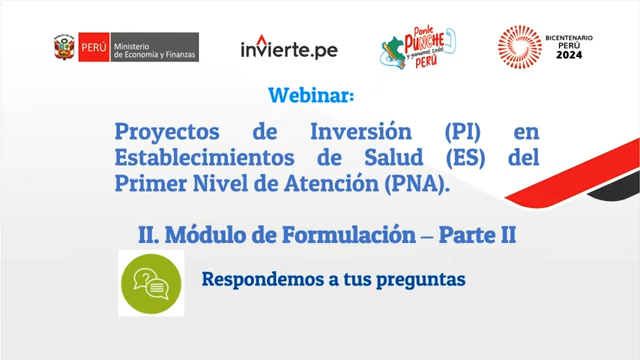 PERÚ
Ministerio
de Economía y Finanzas
invierte.pe
Ponle
PUNCHE
y ganamos todos
PERÚ
BICENTENARIO
PERÚ
2024
Webinar:
Proyectos de Inversión (PI) en
Establecimientos de Salud (ES) del
Primer Nivel de Atención (PNA).
II. Módulo de Formulación – Parte II
Respondemos a tus preguntas